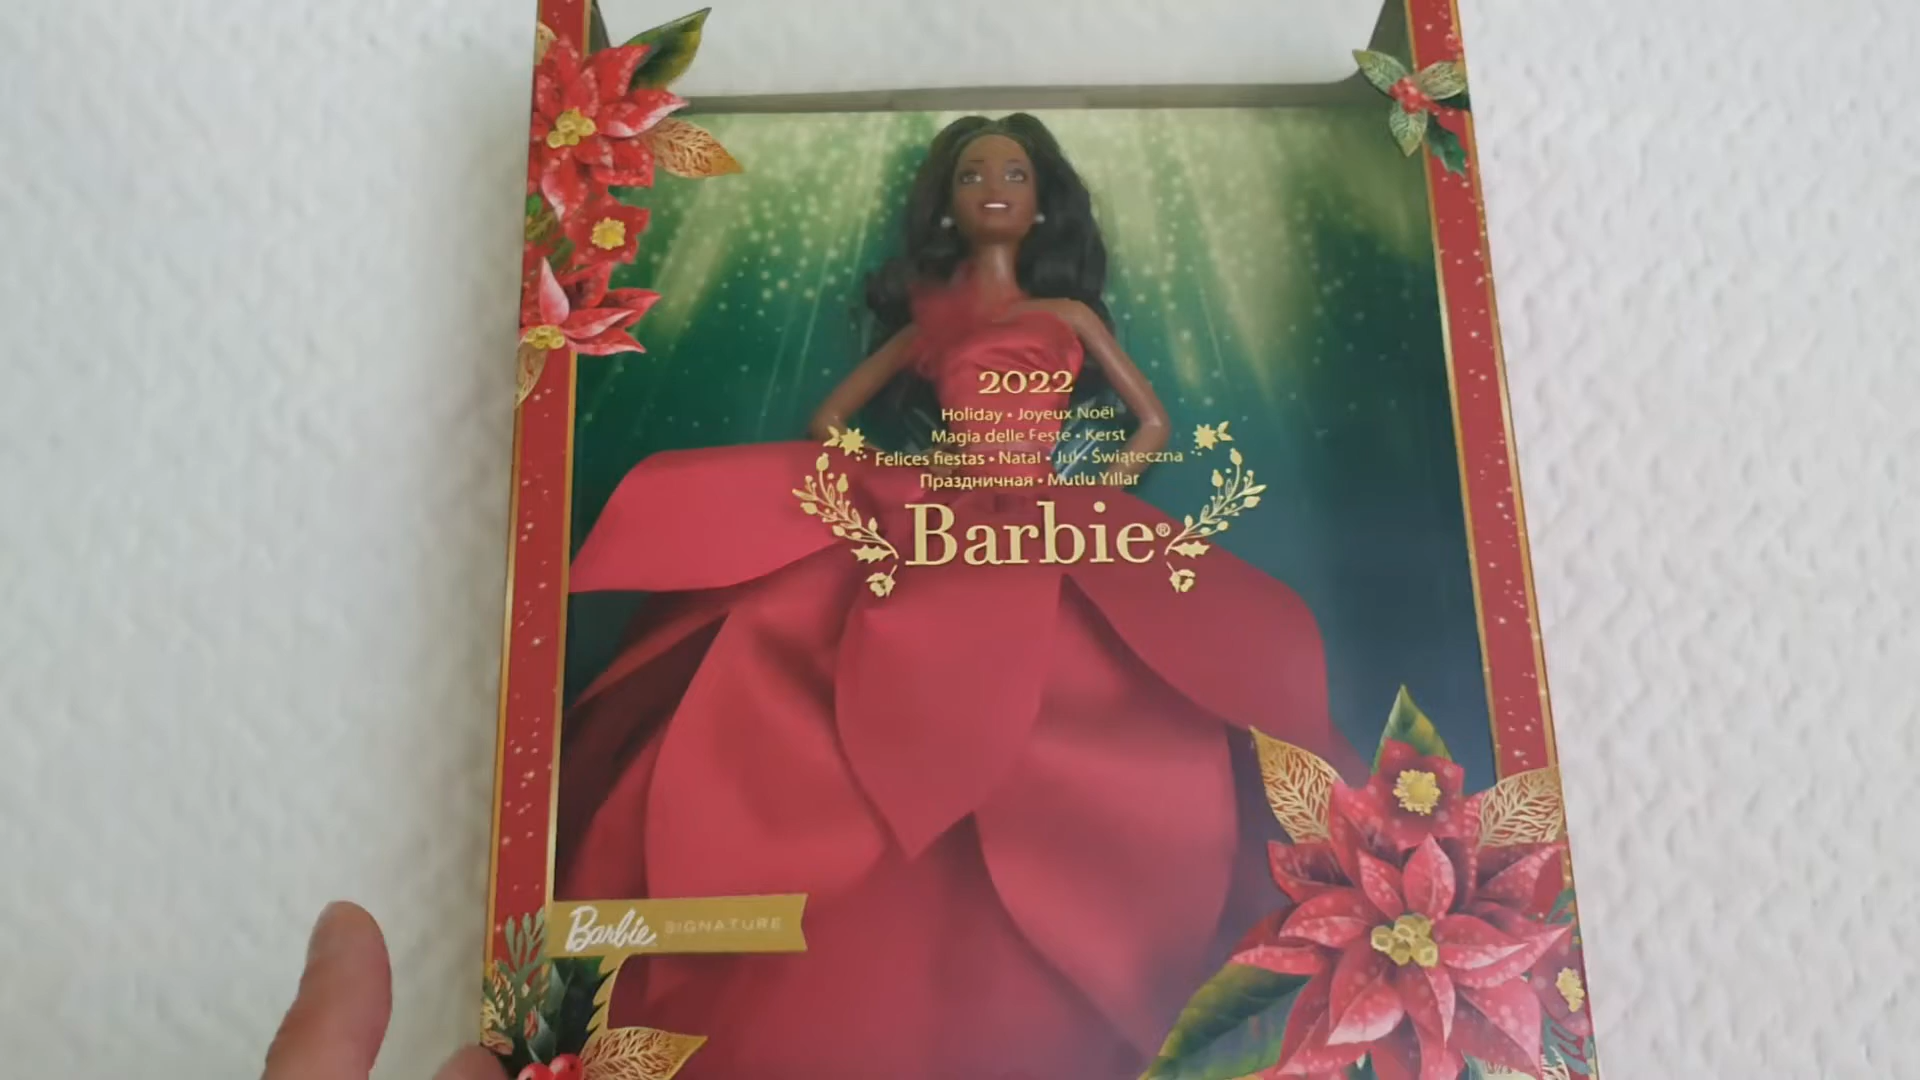 2022
Holiday • Joyeux Noël
Magia delle Feste • Kerst
Felices fiestas • Natal • Jul • Świąteczna
Праздничная • Mutlu Yıllar
Barbie®
Barbie SIGNATURE